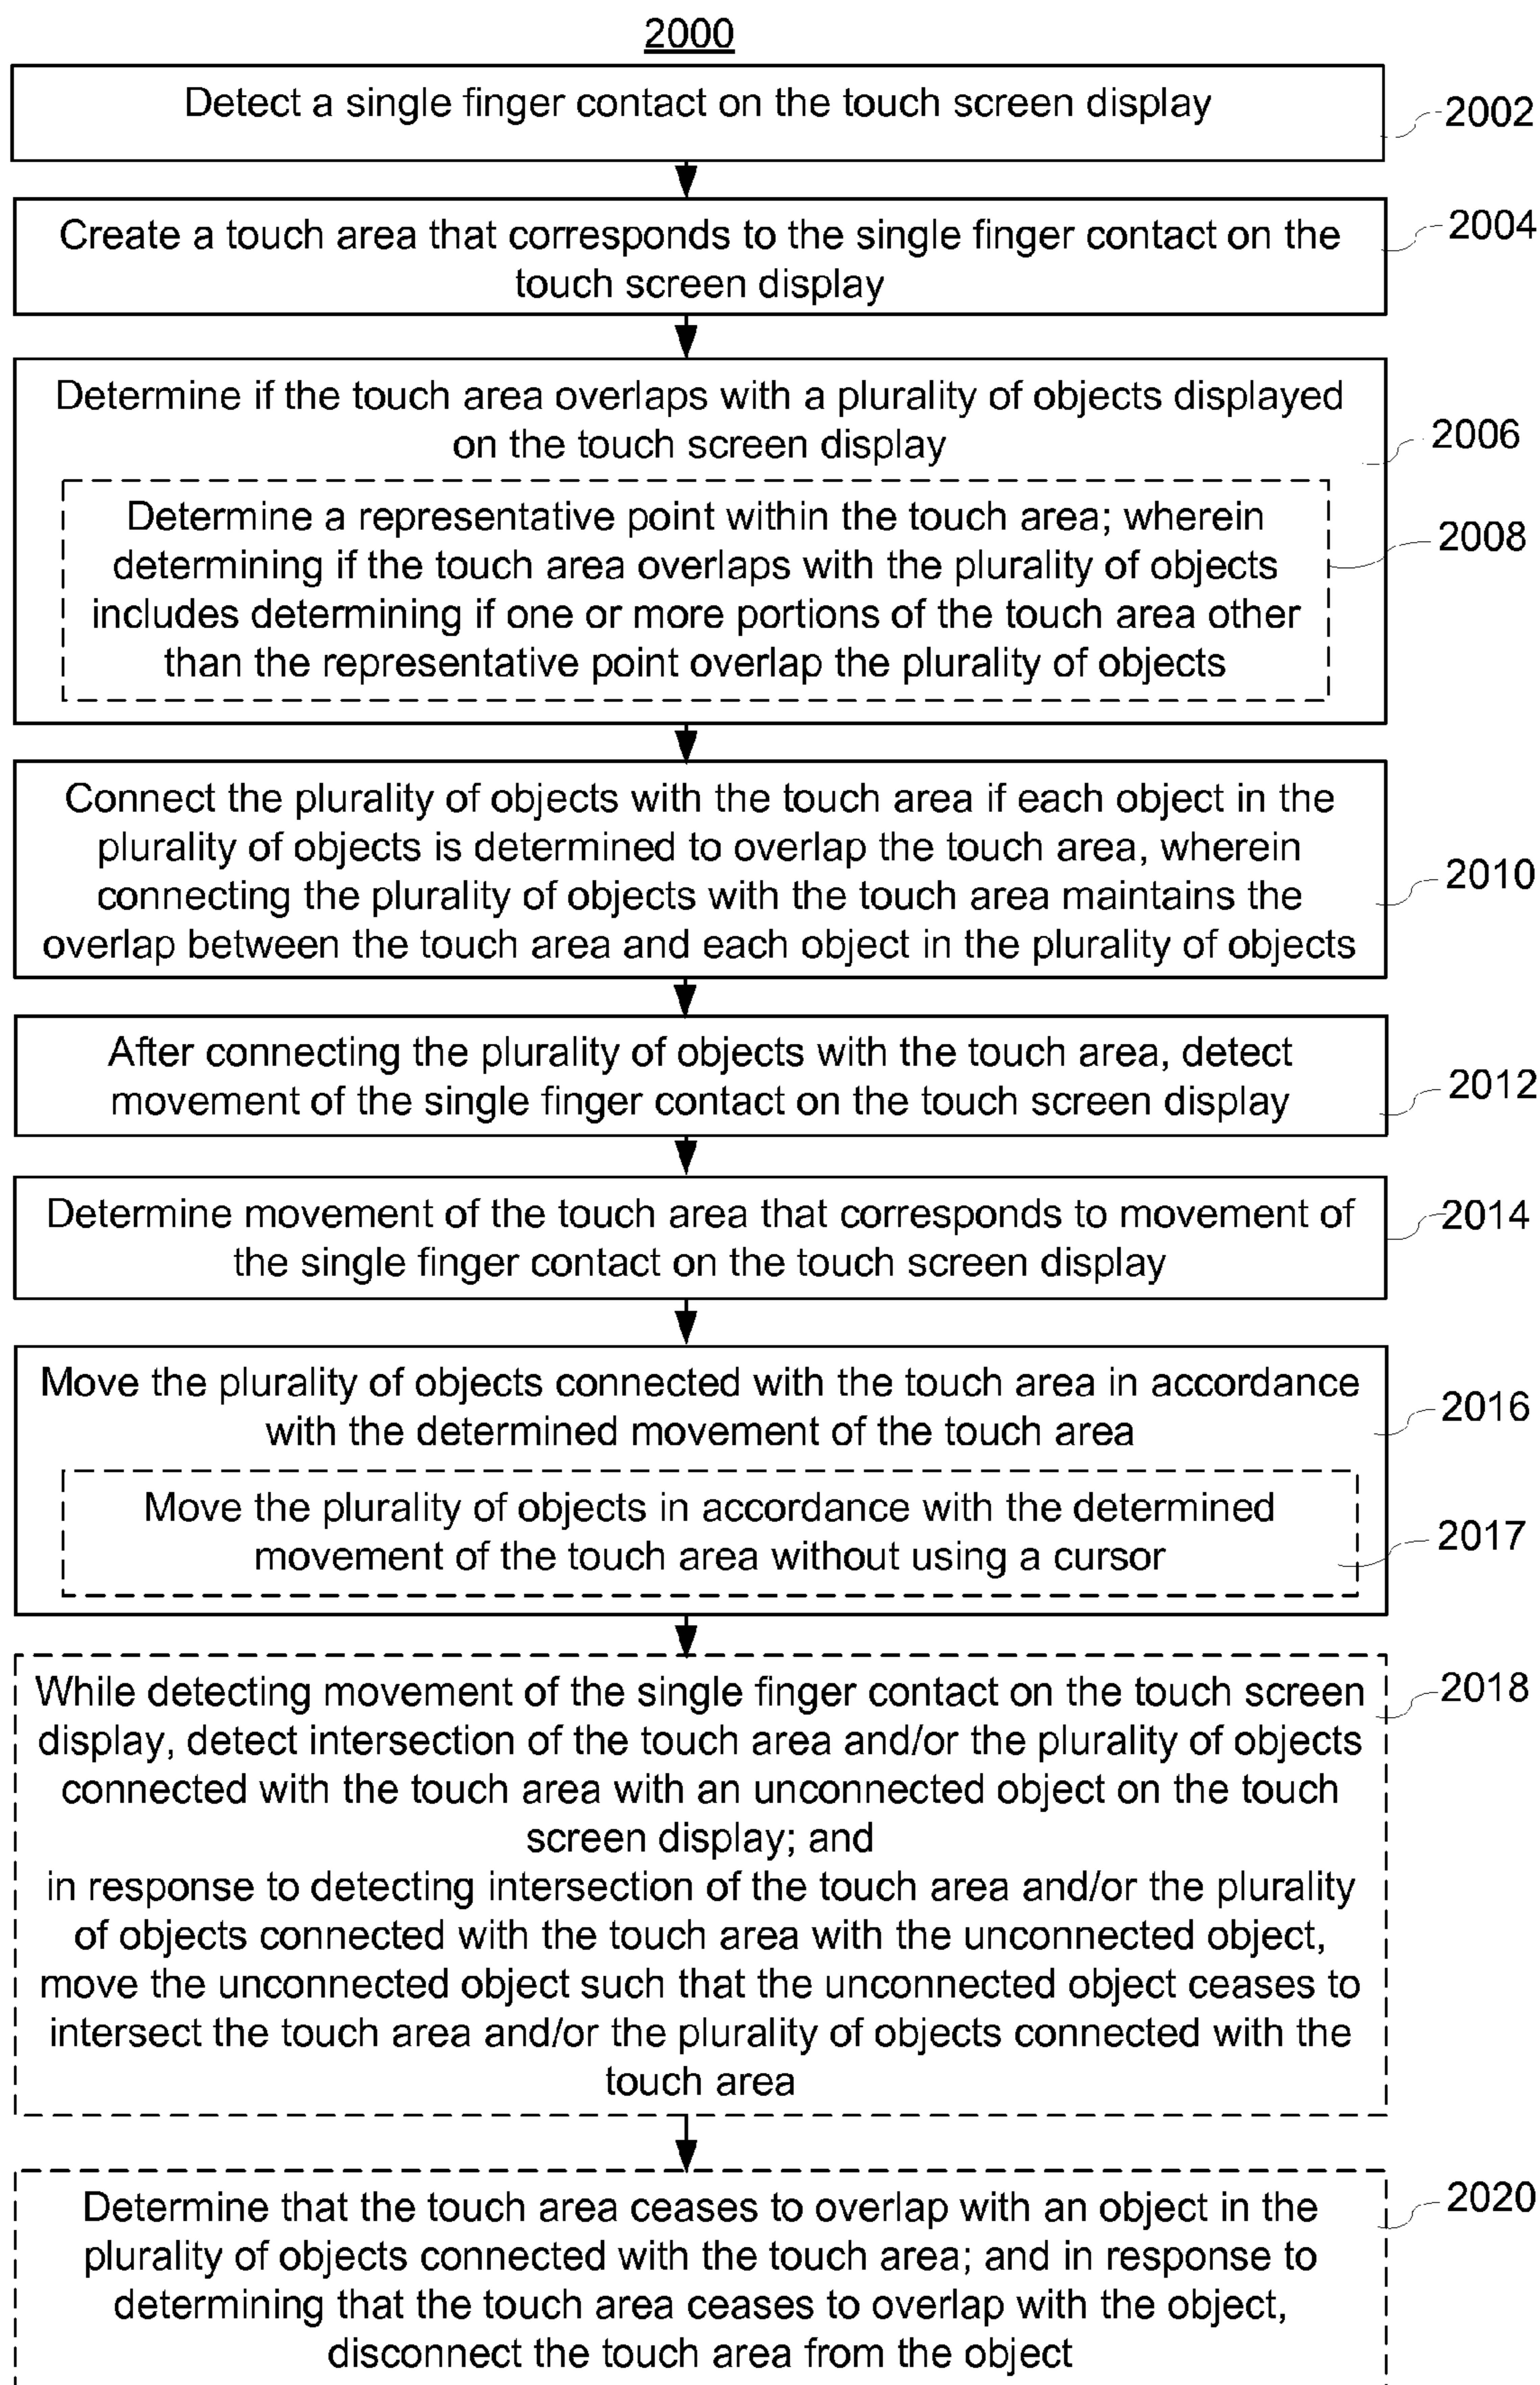 2000
Detect a single finger contact on the touch screen display
2002
Create a touch area that corresponds to the single finger contact on the
touch screen display
2004
Determine if the touch area overlaps with a plurality of objects displayed
on the touch screen display
2006
Determine a representative point within the touch area; wherein
determining if the touch area overlaps with the plurality of objects
includes determining if one or more portions of the touch area other
than the representative point overlap the plurality of objects
2008
Connect the plurality of objects with the touch area if each object in the
plurality of objects is determined to overlap the touch area, wherein
connecting the plurality of objects with the touch area maintains the
overlap between the touch area and each object in the plurality of objects
2010
After connecting the plurality of objects with the touch area, detect
movement of the single finger contact on the touch screen display
2012
Determine movement of the touch area that corresponds to movement of
the single finger contact on the touch screen display
2014
Move the plurality of objects connected with the touch area in accordance
with the determined movement of the touch area
2016
Move the plurality of objects in accordance with the determined
movement of the touch area without using a cursor
2017
While detecting movement of the single finger contact on the touch screen
display, detect intersection of the touch area and/or the plurality of objects
connected with the touch area with an unconnected object on the touch
screen display; and
in response to detecting intersection of the touch area and/or the plurality
of objects connected with the touch area with the unconnected object,
move the unconnected object such that the unconnected object ceases to
intersect the touch area and/or the plurality of objects connected with the
touch area
2018
Determine that the touch area ceases to overlap with an object in the
plurality of objects connected with the touch area; and in response to
determining that the touch area ceases to overlap with the object,
disconnect the touch area from the object
2020